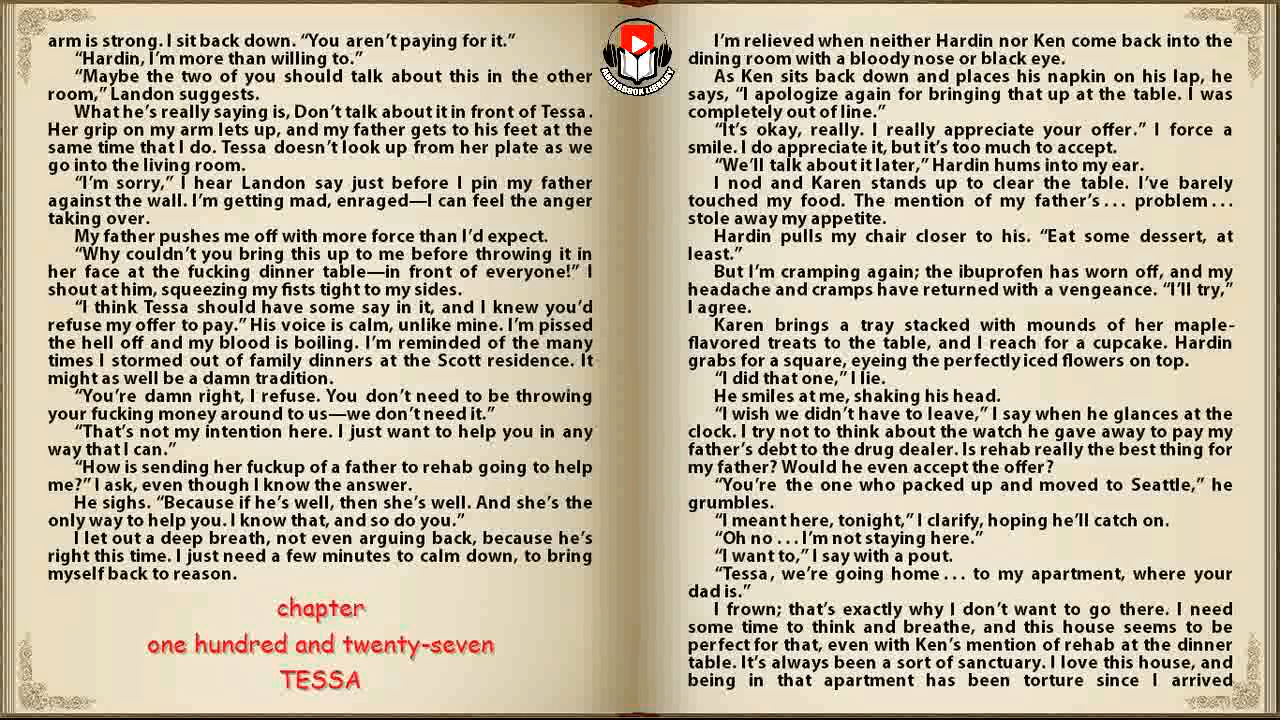 arm is strong. I sit back down. “You aren’t paying for it.”
“Hardin, I’m more than willing to.”
“Maybe the two of you should talk about this in the other
room,” Landon suggests.
What he’s really saying is, Don’t talk about it in front of Tessa.
Her grip on my arm lets up, and my father gets to his feet at the
same time that I do. Tessa doesn’t look up from her plate as we
go into the living room.
“I’m sorry,” I hear Landon say just before I pin my father
against the wall. I’m getting mad, enraged—I can feel the anger
taking over.
My father pushes me off with more force than I’d expect.
“Why couldn’t you bring this up to me before throwing it in
her face at the fucking dinner table—in front of everyone!” I
shout at him, squeezing my fists tight to my sides.
“I think Tessa should have some say in it, and I knew you’d
refuse my offer to pay.” His voice is calm, unlike mine. I’m pissed
the hell off and my blood is boiling. I’m reminded of the many
times I stormed out of family dinners at the Scott residence. It
might as well be a damn tradition.
“You’re damn right, I refuse. You don’t need to be throwing
your fucking money around to us—we don’t need it.”
“That’s not my intention here. I just want to help you in any
way that I can.”
“How is sending her fuckup of a father to rehab going to help
me?” I ask, even though I know the answer.
He sighs. “Because if he’s well, then she’s well. And she’s the
only way to help you. I know that, and so do you.”
I let out a deep breath, not even arguing back, because he’s
right this time. I just need a few minutes to calm down, to bring
myself back to reason.
chapter
one hundred and twenty-seven
TESSA
AUDIOBOOK LIBRARY
I’m relieved when neither Hardin nor Ken come back into the
dining room with a bloody nose or black eye.
As Ken sits back down and places his napkin on his lap, he
says, “I apologize again for bringing that up at the table. I was
completely out of line.”
“It’s okay, really. I really appreciate your offer.” I force a
smile. I do appreciate it, but it’s too much to accept.
“We’ll talk about it later,” Hardin hums into my ear.
I nod and Karen stands up to clear the table. I’ve barely
touched my food. The mention of my father’s . . . problem . . .
stole away my appetite.
Hardin pulls my chair closer to his. “Eat some dessert, at
least.”
But I’m cramping again; the ibuprofen has worn off, and my
headache and cramps have returned with a vengeance. “I’ll try,”
I agree.
Karen brings a tray stacked with mounds of her maple-
flavored treats to the table, and I reach for a cupcake. Hardin
grabs for a square, eyeing the perfectly iced flowers on top.
“I did that one,” I lie.
He smiles at me, shaking his head.
“I wish we didn’t have to leave,” I say when he glances at the
clock. I try not to think about the watch he gave away to pay my
father’s debt to the drug dealer. Is rehab really the best thing for
my father? Would he even accept the offer?
“You’re the one who packed up and moved to Seattle,” he
grumbles.
“I meant here, tonight,” I clarify, hoping he’ll catch on.
“Oh no . . . I’m not staying here.”
“I want to,” I say with a pout.
“Tessa, we’re going home . . . to my apartment, where your
dad is.”
I frown; that’s exactly why I don’t want to go there. I need
some time to think and breathe, and this house seems to be
perfect for that, even with Ken’s mention of rehab at the dinner
table. It’s always been a sort of sanctuary. I love this house, and
being in that apartment has been torture since I arrived